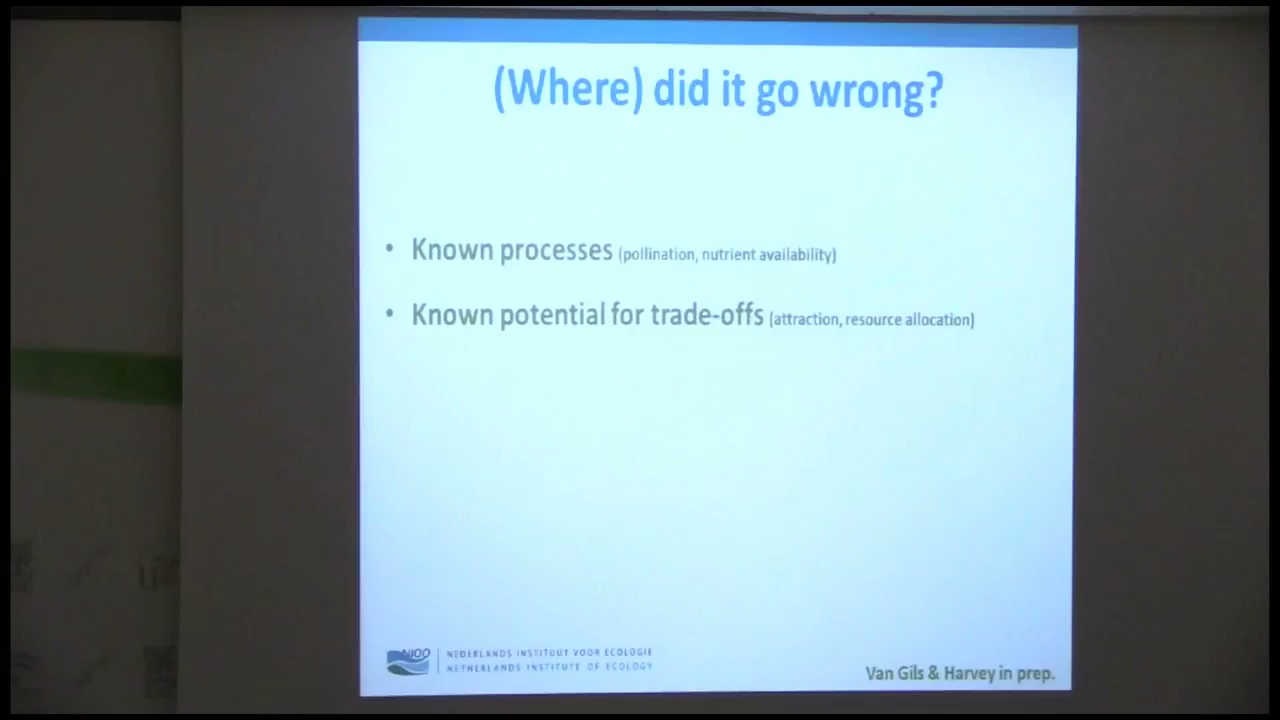 (Where) did it go wrong?
• Known processes (pollination, nutrient availability)
• Known potential for trade-offs (attraction, resource allocation)
NIOO
NEDERLANDS INSTITUUT VOOR ECOLOGIE
NETHERLANDS INSTITUTE OF ECOLOGY
Van Gils & Harvey in prep.